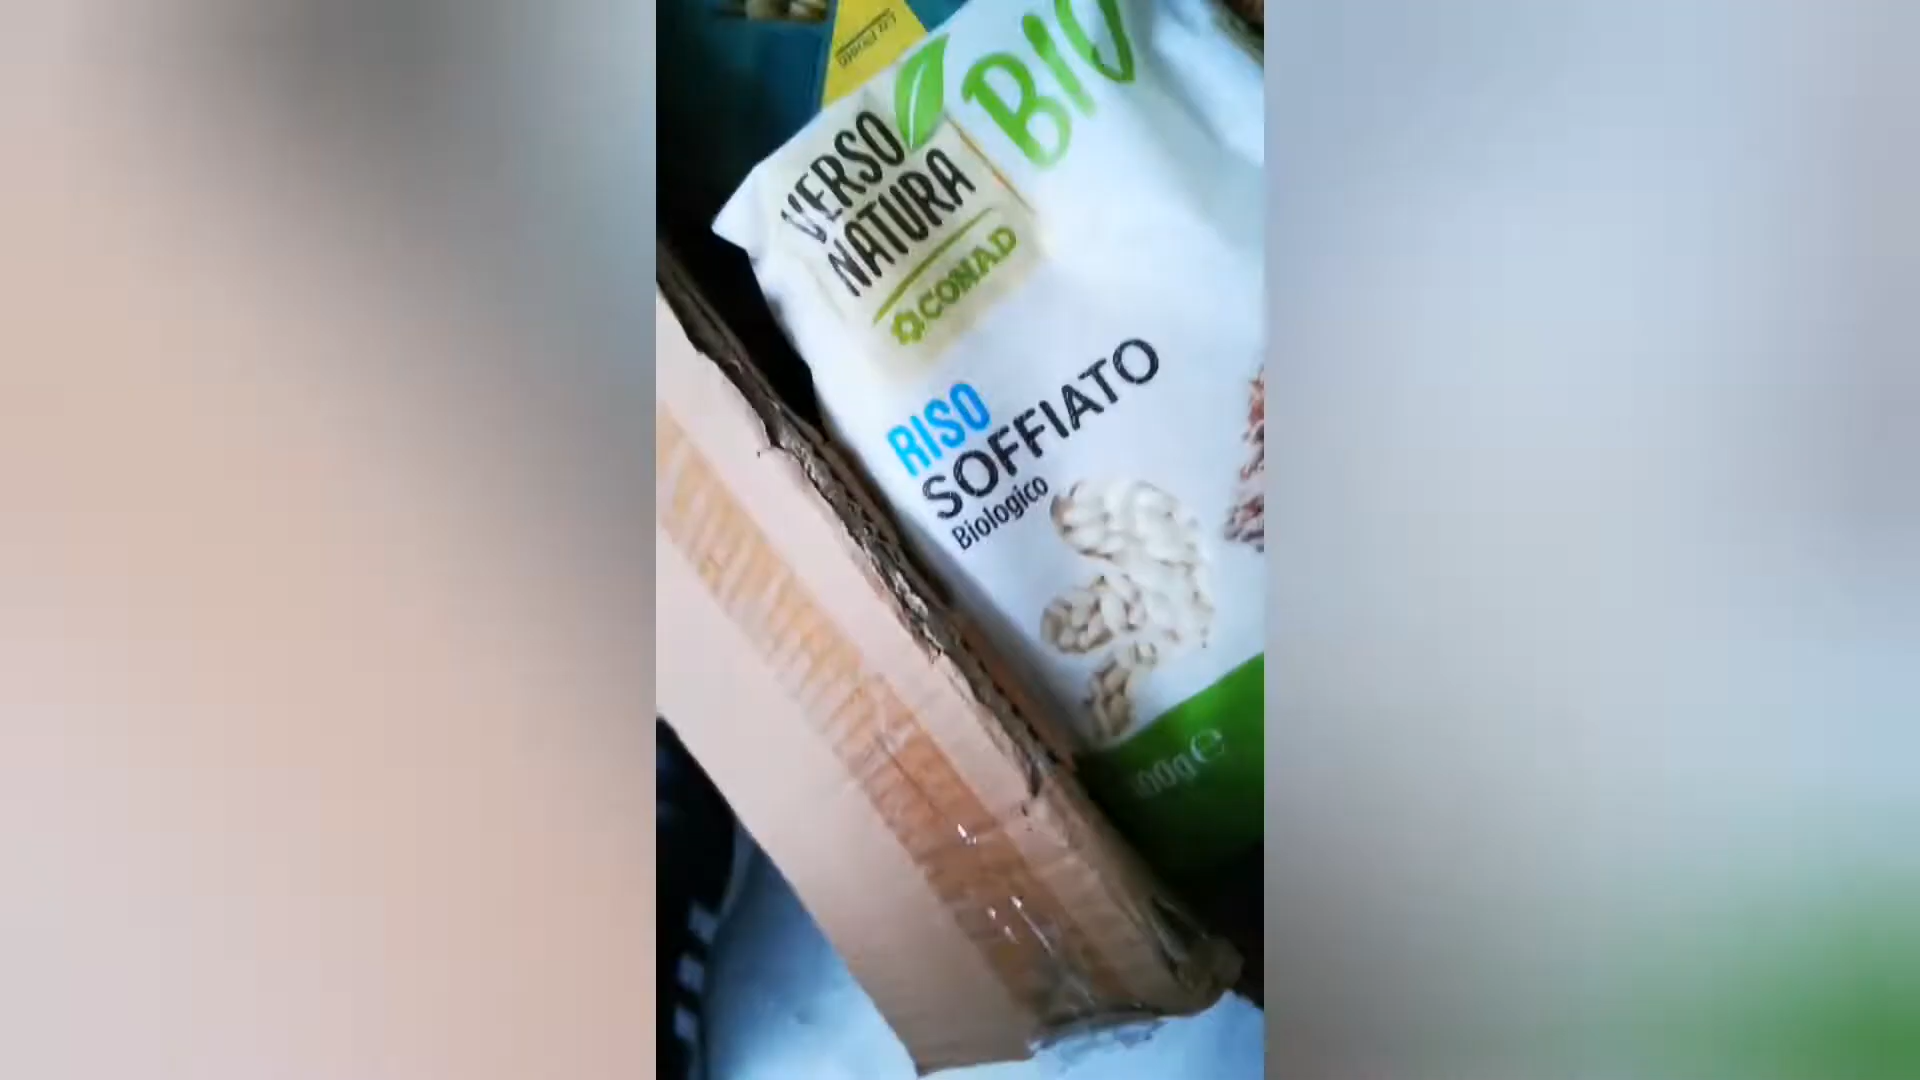 BIO
VERSO
NATURA
CONAD
RISO
SOFFIATO
Biologico